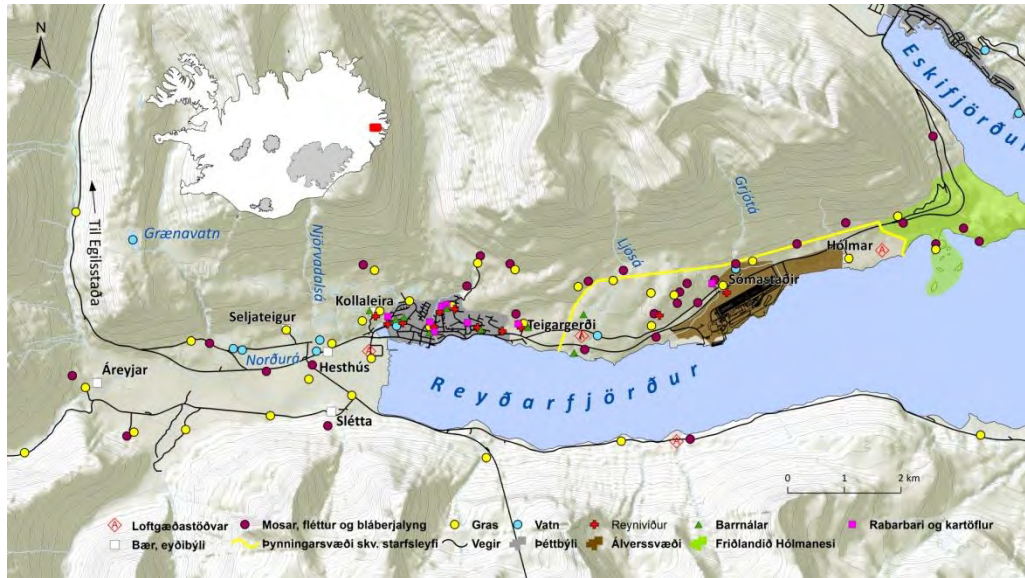 N
Eskifjörður
Til Egilsstaða
Grænavatn
Njörvadalsá
Ljósá
Grjótá
Hólmar
Kollaleira
Sómastaðir
Seljateigur
Teigargerði
Norðurá
Hesthús
Áreyjar
Reyðarfjörður
Slétta
0 1 2 km
Loftgæðastöðvar Mosar, fléttur og bláberjalyng Gras Vatn Reyniviður Barrnálar Rabarbari og kartöflur
Bær, eyðibýli Þynningarsvæði skv. starfsleyfi Vegir Þéttbýli Álverssvæði Friðlandið Hólmanesi